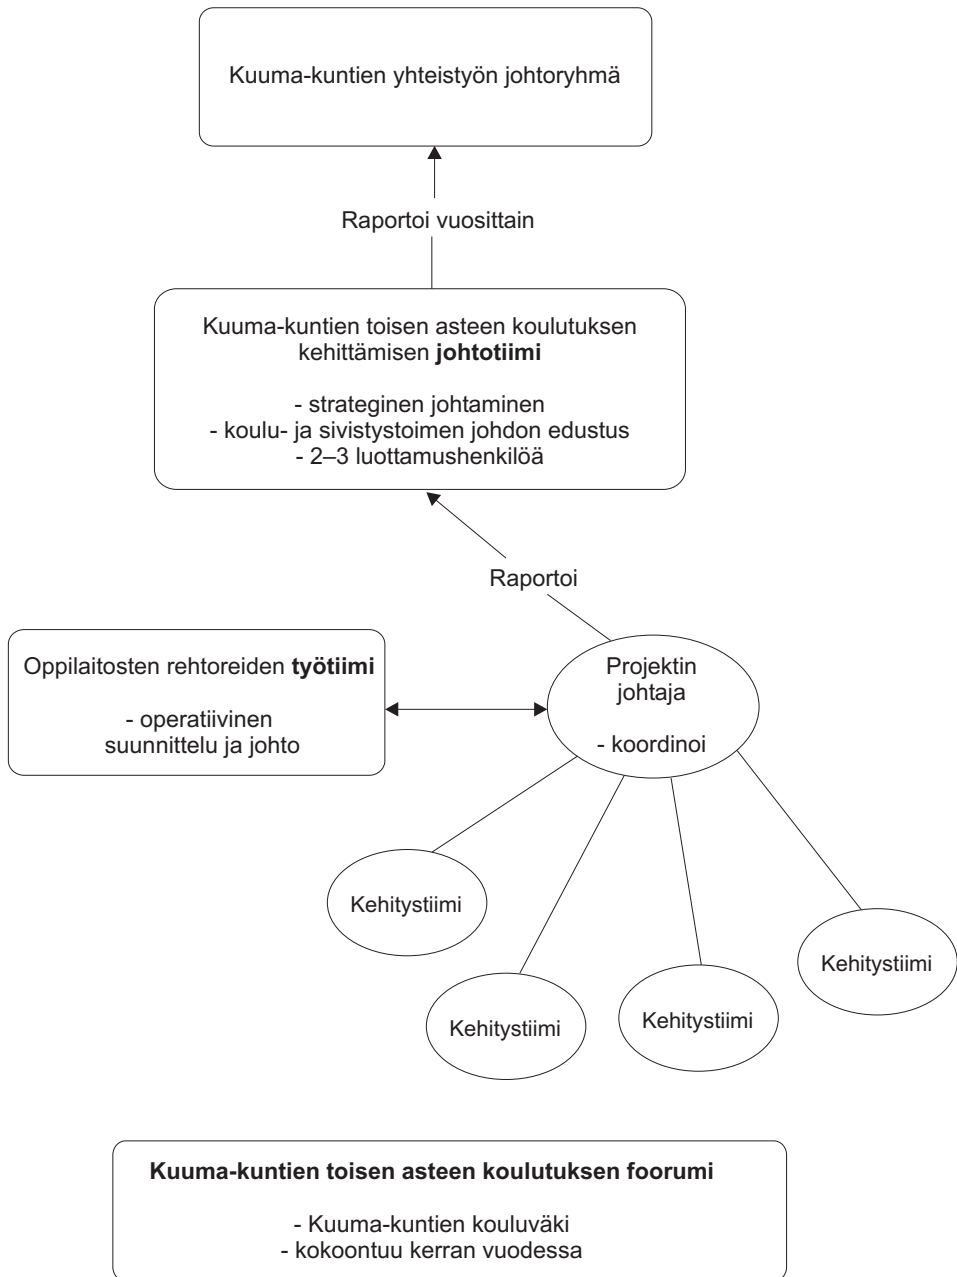 Kuuma-kuntien yhteistyön johtoryhmä
Raportoi vuosittain
Kuuma-kuntien toisen asteen koulutuksen
kehittämisen johtotiimi
- strateginen johtaminen
- koulu- ja sivistystoimen johdon edustus
- 2–3 luottamushenkilöä
Raportoi
Oppilaitosten rehtoreiden työtiimi
- operatiivinen
suunnittelu ja johto
Projektin
johtaja
- koordinoi
Kehitystiimi
Kehitystiimi
Kehitystiimi
Kehitystiimi
Kuuma-kuntien toisen asteen koulutuksen foorumi
- Kuuma-kuntien kouluväki
- kokoontuu kerran vuodessa